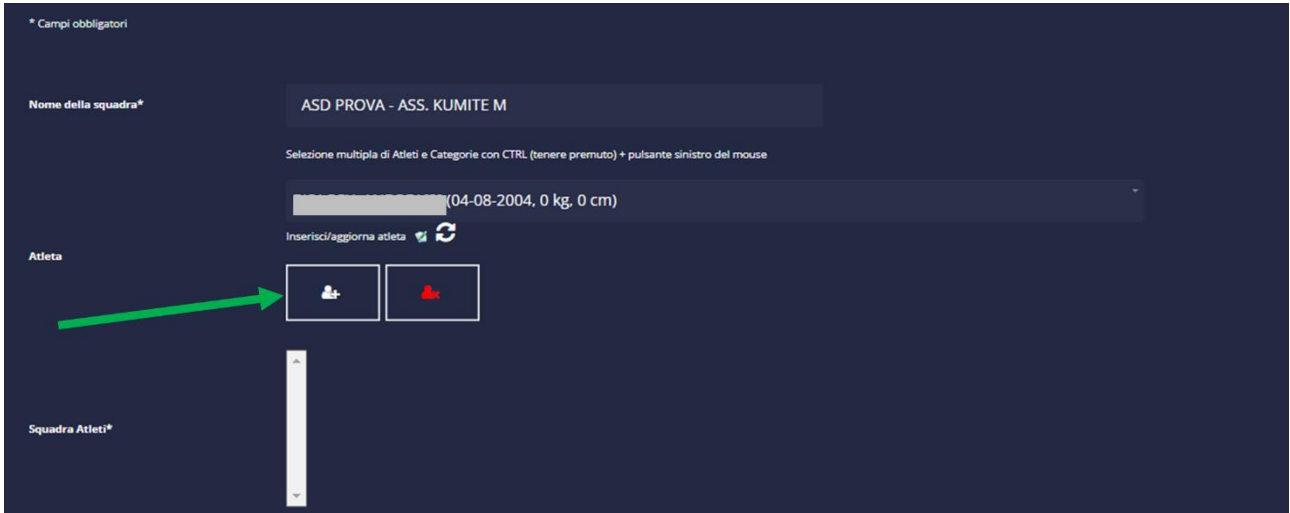 * Campi obbligatori
Nome della squadra*
ASD PROVA - ASS. KUMITE M
Selezione multipla di Atleti e Categorie con CTRL (tenere premuto) + pulsante sinistro del mouse
(04-08-2004, 0 kg, 0 cm)
Inserisci/aggiorna atleta
Atleta
Squadra Atleti*